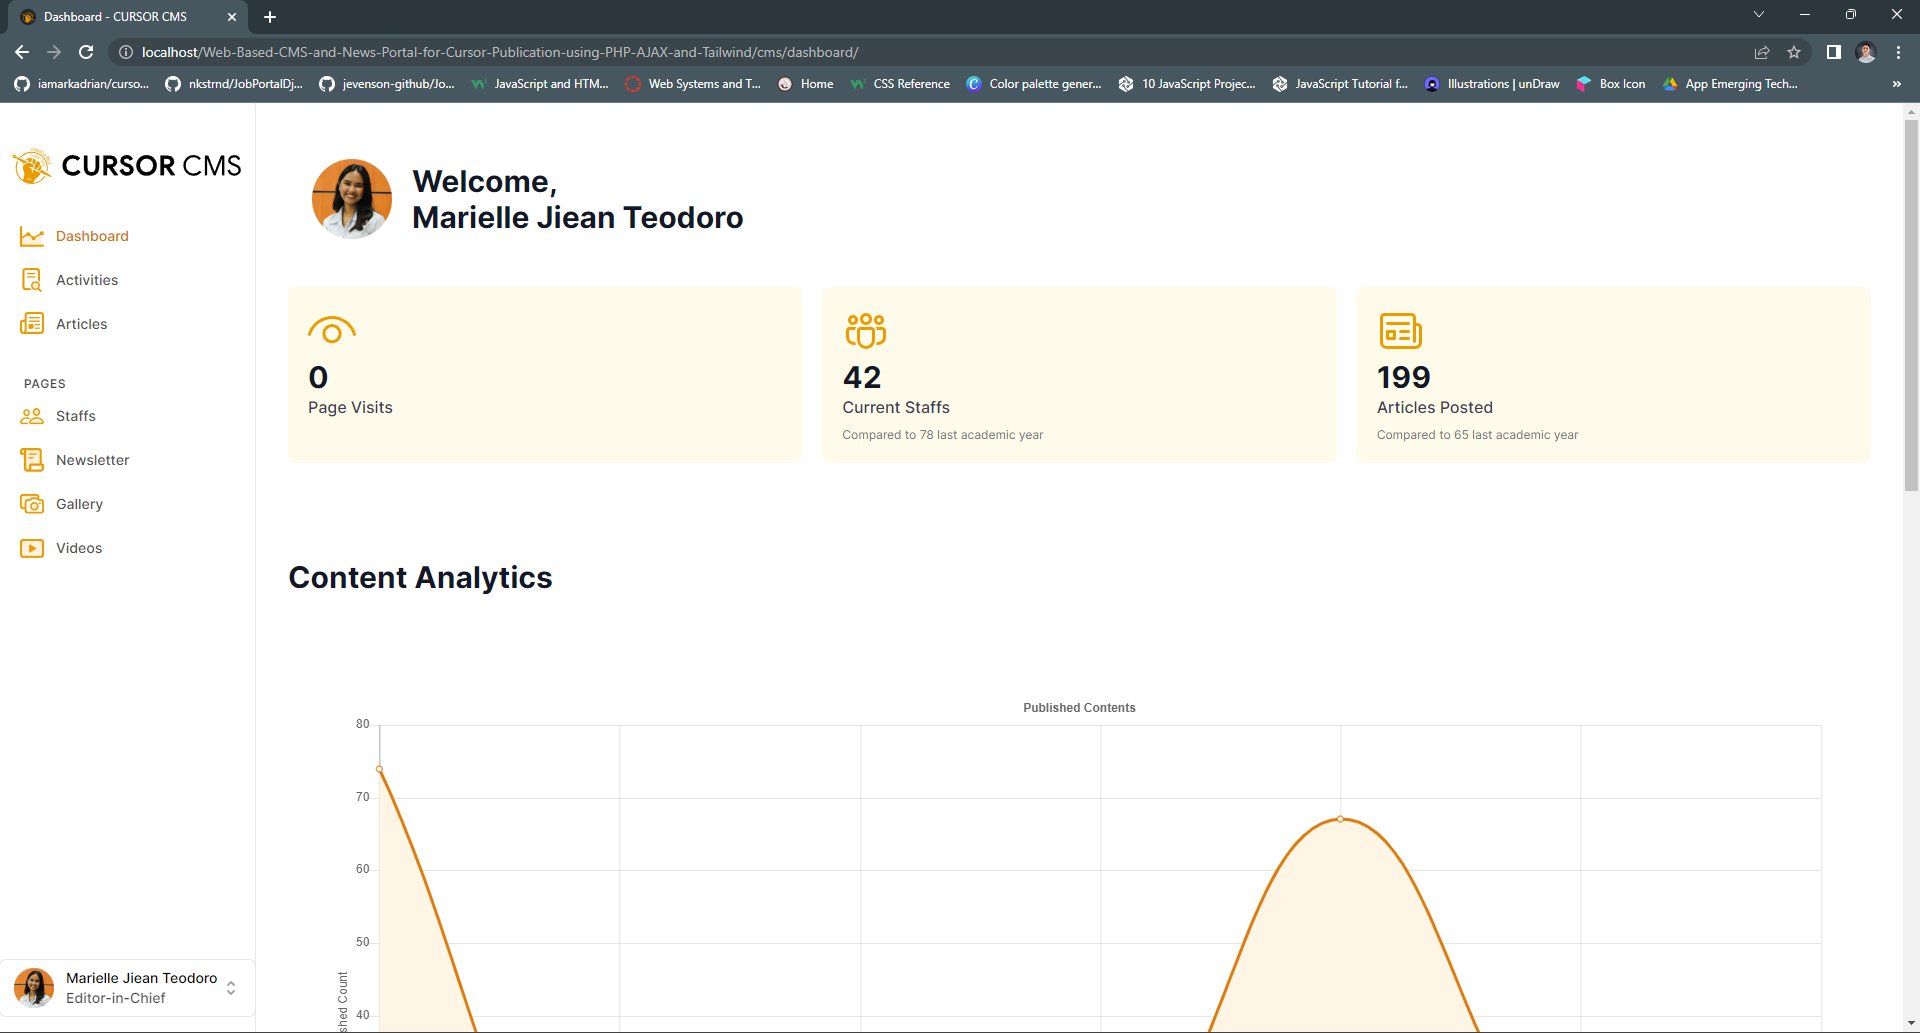 Dashboard - CURSOR CMS
localhost/Web-Based-CMS-and-News-Portal-for-Cursor-Publication-using-PHP-AJAX-and-Tailwind/cms/dashboard/
iamarkadrian/curso... nkstrnd/JobPortalDj... jevenson-github/Jo... JavaScript and HTM... Web Systems and T... Home CSS Reference Color palette gener... 10 JavaScript Projec... JavaScript Tutorial f... Illustrations | unDraw Box Icon App Emerging Tech... »
CURSOR CMS
Dashboard
Activities
Articles
PAGES
Staffs
Newsletter
Gallery
Videos
Marielle Jiean Teodoro
Editor-in-Chief
Welcome,
Marielle Jiean Teodoro
0
Page Visits
42
Current Staffs
Compared to 78 last academic year
199
Articles Posted
Compared to 65 last academic year
Content Analytics
Published Contents
80
70
60
50
40
shed Count